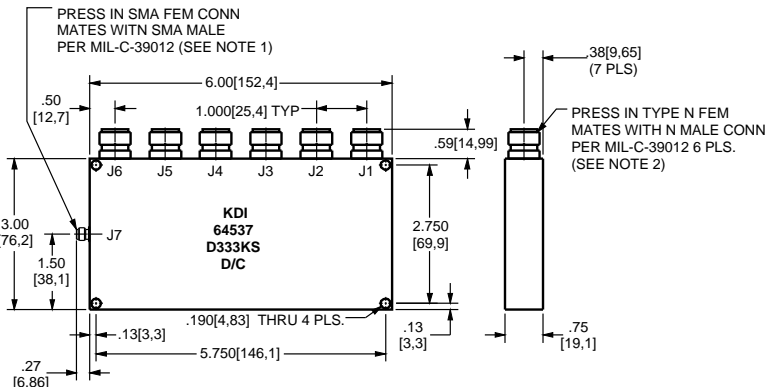 PRESS IN SMA FEM CONN
MATES WITN SMA MALE
PER MIL-C-39012 (SEE NOTE 1)
6.00[152,4]
.50
[12,7]
1.000[25,4] TYP
.59[14,99]
J6 J5 J4 J3 J2 J1
KDI
64537
D333KS
D/C
J7
3.00
[76,2]
1.50
[38,1]
2.750
[69,9]
.190[4,83] THRU 4 PLS.
.13[3,3]
.13
[3,3]
5.750[146,1]
.27
[6,86]
.38[9,65]
(7 PLS)
PRESS IN TYPE N FEM
MATES WITH N MALE CONN
PER MIL-C-39012 6 PLS.
(SEE NOTE 2)
.75
[19,1]